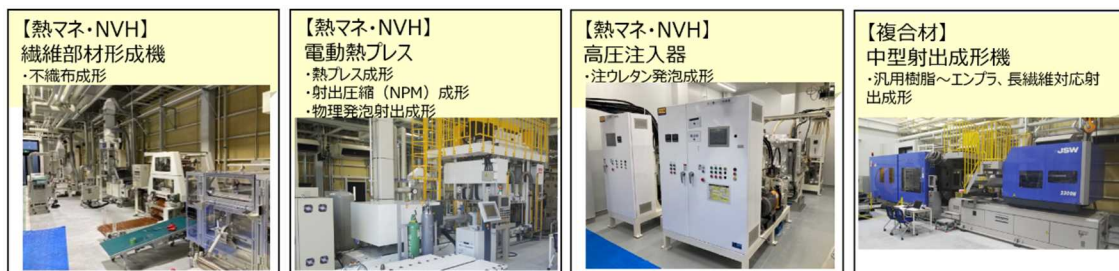 【熱マネ・NVH】
繊維部材形成機
・不織布成形
【熱マネ・NVH】
電動熱プレス
・熱プレス成形
・射出圧縮（NPM）成形
・物理発泡射出成形
【熱マネ・NVH】
高圧注入器
・注ウレタン発泡成形
【複合材】
中型射出成形機
・汎用樹脂～エンプラ、長繊維対応射
出成形
JSW